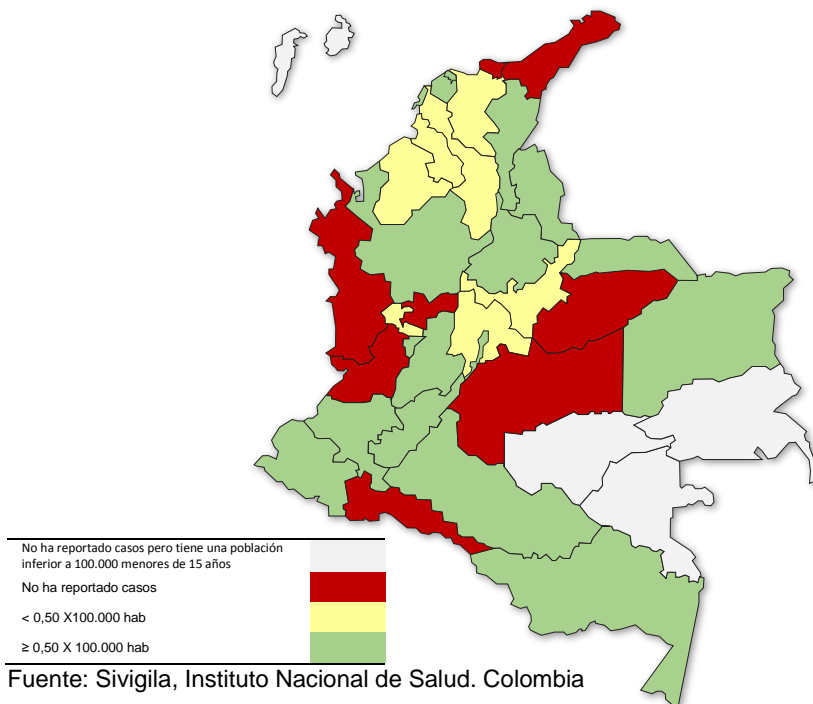 No ha reportado casos pero tiene una población
inferior a 100.000 menores de 15 años
No ha reportado casos
< 0,50 X100.000 hab
≥ 0,50 X 100.000 hab
Fuente: Sivigila, Instituto Nacional de Salud. Colombia